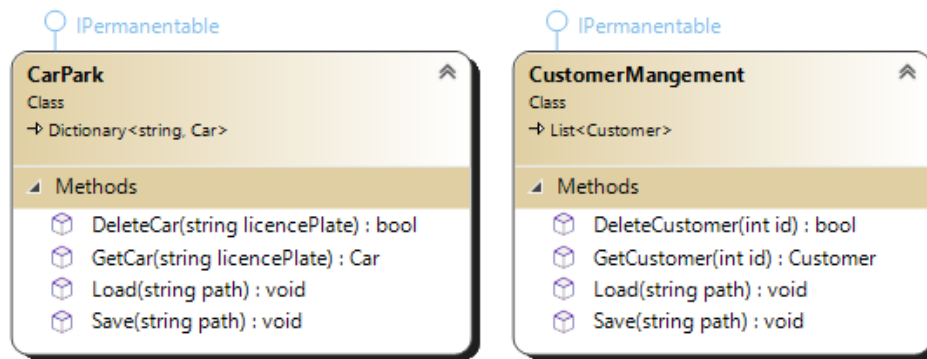 IPermanentable
CarPark
Class
Dictionary<string, Car>
Methods
DeleteCar(string licencePlate) : bool
GetCar(string licencePlate) : Car
Load(string path) : void
Save(string path) : void
IPermanentable
CustomerMangement
Class
List<Customer>
Methods
DeleteCustomer(int id) : bool
GetCustomer(int id) : Customer
Load(string path) : void
Save(string path) : void